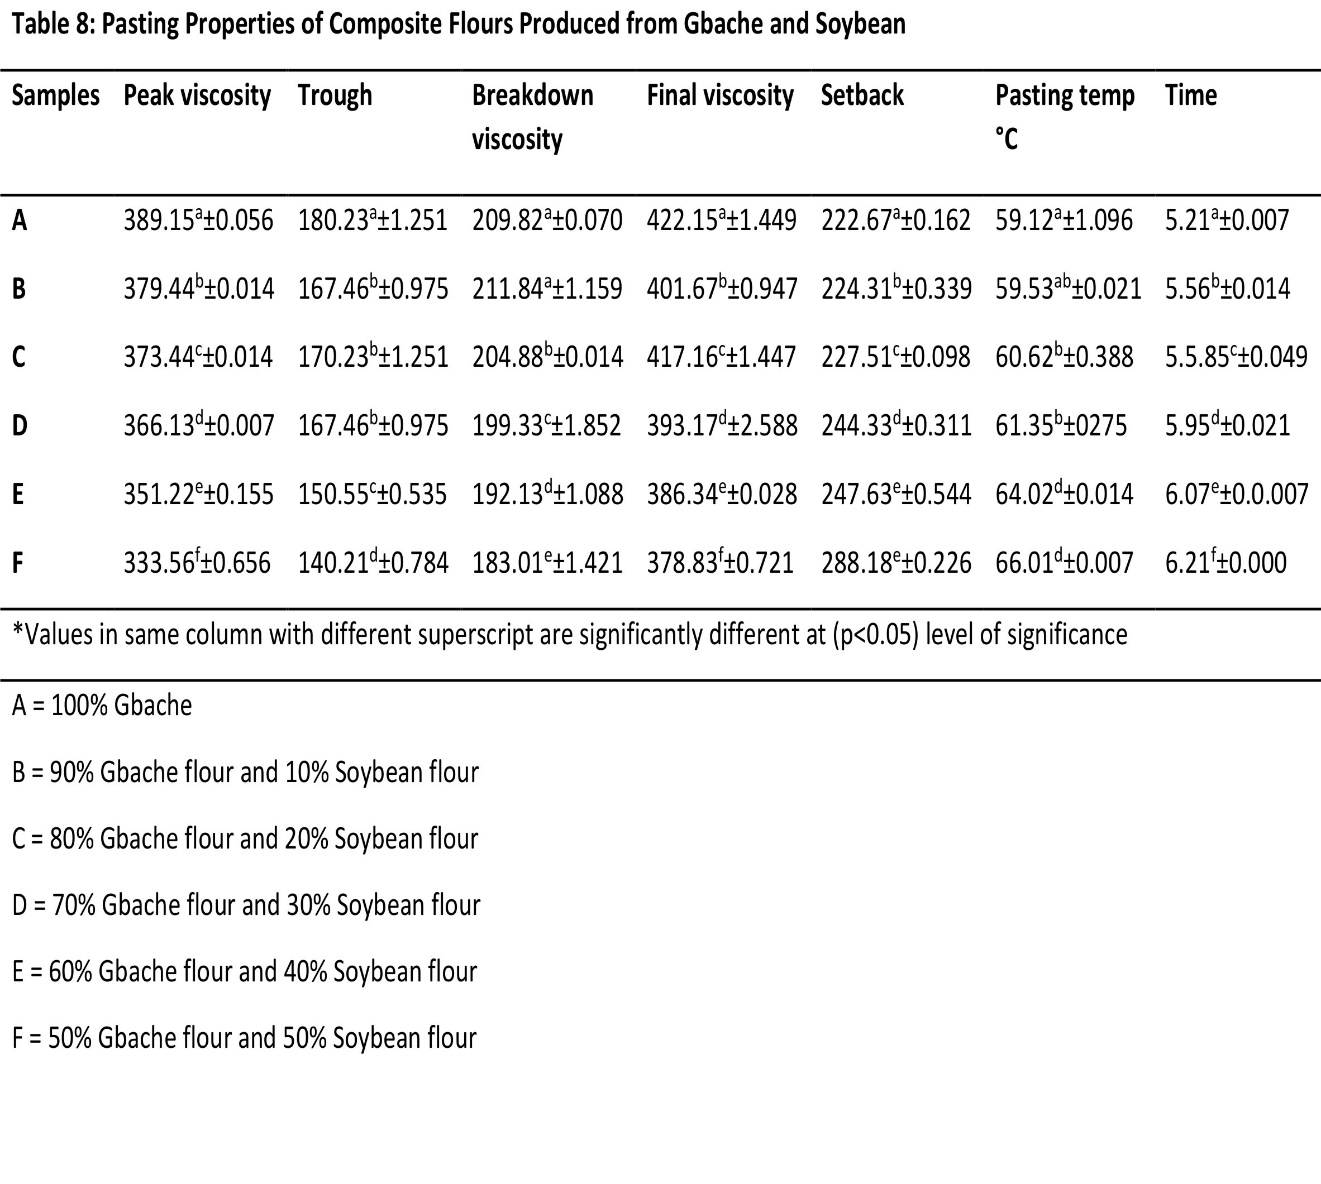 Table 8: Pasting Properties of Composite Flours Produced from Gbache and Soybean
Samples Peak viscosity Trough Breakdown viscosity Final viscosity Setback Pasting temp °C Time
A 389.15ᵃ±0.056 180.23ᵃ±1.251 209.82ᵃ±0.070 422.15ᵃ±1.449 222.67ᵃ±0.162 59.12ᵃ±1.096 5.21ᵃ±0.007
B 379.44ᵇ±0.014 167.46ᵇ±0.975 211.84ᵃ±1.159 401.67ᵇ±0.947 224.31ᵇ±0.339 59.53ᵃᵇ±0.021 5.56ᵇ±0.014
C 373.44ᶜ±0.014 170.23ᵇ±1.251 204.88ᵇ±0.014 417.16ᶜ±1.447 227.51ᶜ±0.098 60.62ᵇ±0.388 5.5.85ᶜ±0.049
D 366.13ᵈ±0.007 167.46ᵇ±0.975 199.33ᶜ±1.852 393.17ᵈ±2.588 244.33ᵈ±0.311 61.35ᵇ±0275 5.95ᵈ±0.021
E 351.22ᵉ±0.155 150.55ᶜ±0.535 192.13ᵈ±1.088 386.34ᵉ±0.028 247.63ᵉ±0.544 64.02ᵈ±0.014 6.07ᵉ±0.0.007
F 333.56ᶠ±0.656 140.21ᵈ±0.784 183.01ᵉ±1.421 378.83ᶠ±0.721 288.18ᵉ±0.226 66.01ᵈ±0.007 6.21ᶠ±0.000
*Values in same column with different superscript are significantly different at (p<0.05) level of significance
A = 100% Gbache
B = 90% Gbache flour and 10% Soybean flour
C = 80% Gbache flour and 20% Soybean flour
D = 70% Gbache flour and 30% Soybean flour
E = 60% Gbache flour and 40% Soybean flour
F = 50% Gbache flour and 50% Soybean flour